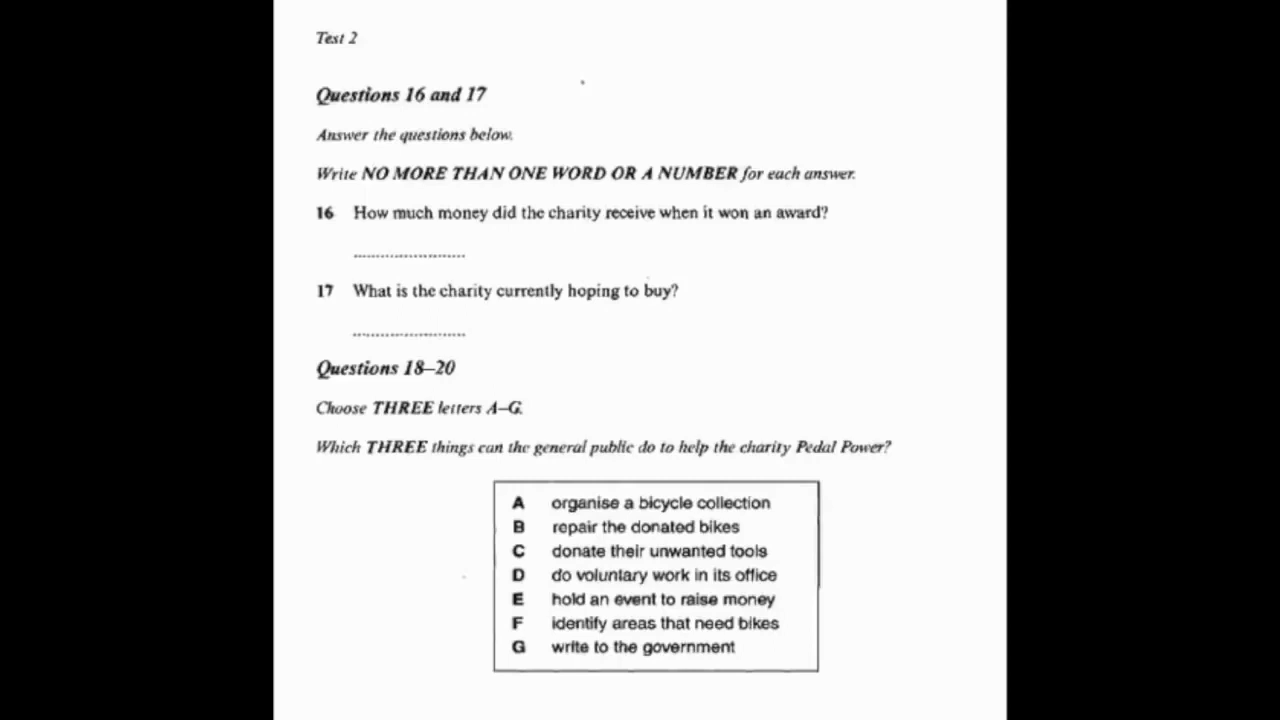 Test 2
Questions 16 and 17
Answer the questions below.
Write NO MORE THAN ONE WORD OR A NUMBER for each answer.
16 How much money did the charity receive when it won an award?
........................
17 What is the charity currently hoping to buy?
........................
Questions 18–20
Choose THREE letters A–G.
Which THREE things can the general public do to help the charity Pedal Power?
A organise a bicycle collection
B repair the donated bikes
C donate their unwanted tools
D do voluntary work in its office
E hold an event to raise money
F identify areas that need bikes
G write to the government